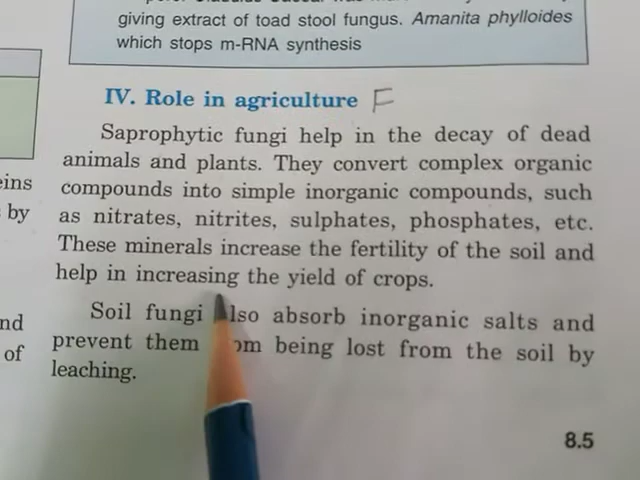 giving extract of toad stool fungus. Amanita phylloides
which stops m-RNA synthesis
IV. Role in agriculture F
Saprophytic fungi help in the decay of dead
animals and plants. They convert complex organic
compounds into simple inorganic compounds, such
as nitrates, nitrites, sulphates, phosphates, etc.
These minerals increase the fertility of the soil and
help in increasing the yield of crops.
Soil fungi lso absorb inorganic salts and
prevent them om being lost from the soil by
leaching.
eins
by
nd
of
8.5